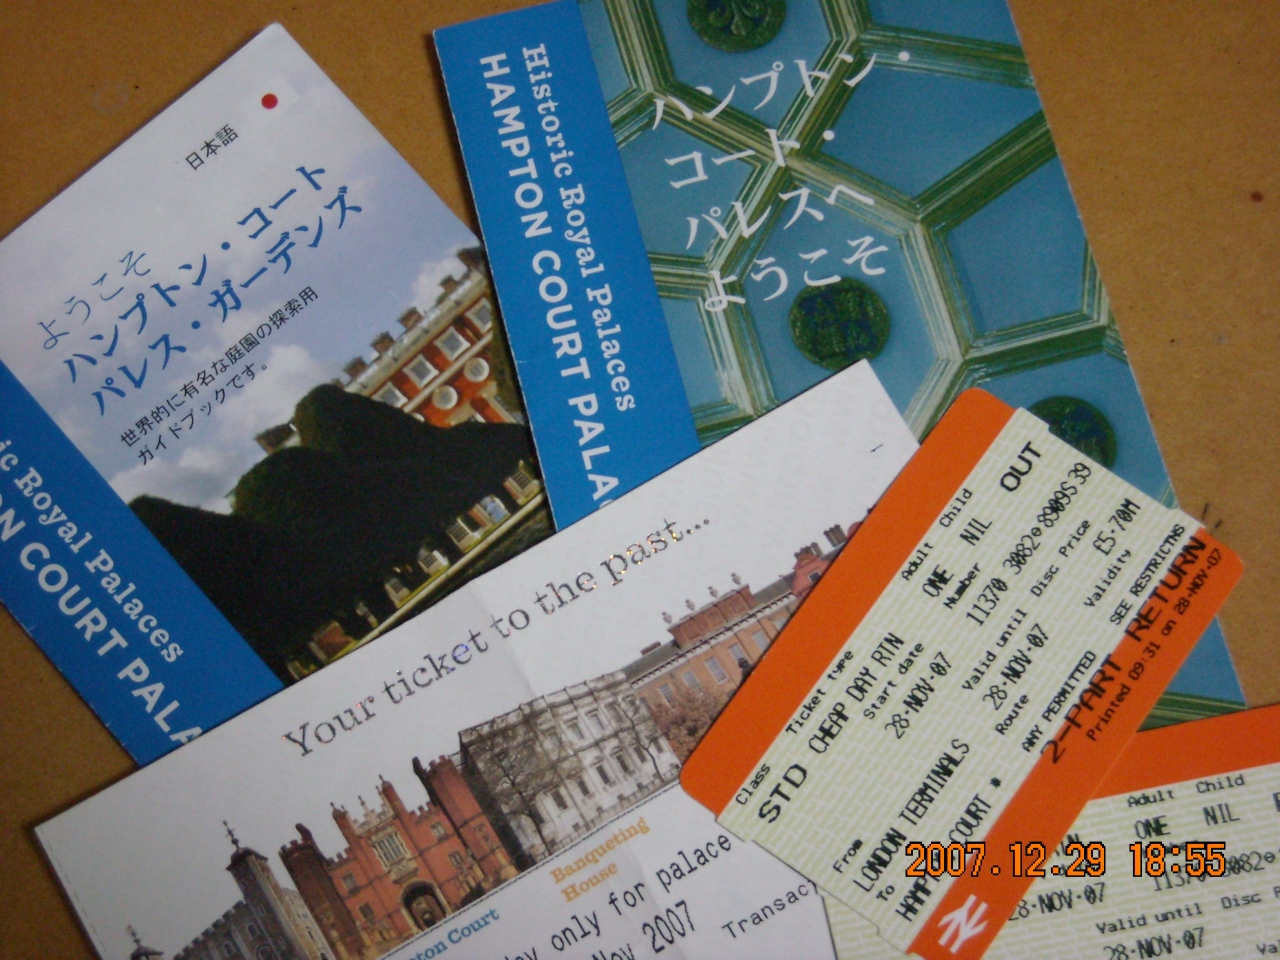 日本語
ようこそ
ハンプトン・コート
パレス・ガーデンズ
世界的に有名な庭園の探索用
ガイドブックです。
ic Royal Palaces
ON COURT PALA
Historic Royal Palaces
HAMPTON COURT PALA
ハンプトン・
コート・
パレスへ
ようこそ
Your ticket to the past...
Banqueting
House
ton Court
only for palace
Nov 2007
Transac
Class
Ticket type
Adult
Child
STD
CHEAP DAY RTN
ONE
NIL
OUT
Start date
Number
28-NOV-07
11370
From
Valid until
Disc
Price
LONDON TERMINALS
28-NOV-07
£5·70M
To
Route
Validity
HAMPTON COURT *
ANY PERMITTED
SEE RESTRICTNS
2-PART RETURN
Printed 09:31 on 28-NOV-07
Adult
Child
ONE
NIL
28-NOV-07
Valid until
Disc
28-NOV-07
2007.12.29 18:55